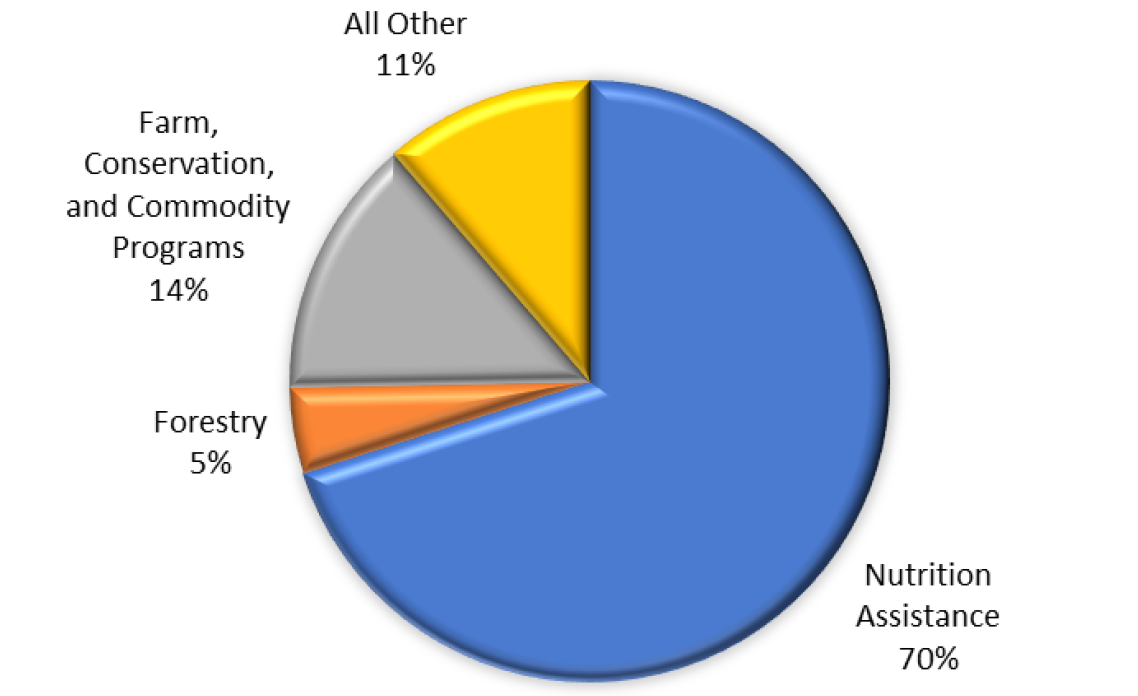 All Other
11%
Farm,
Conservation,
and Commodity
Programs
14%
Forestry
5%
Nutrition
Assistance
70%